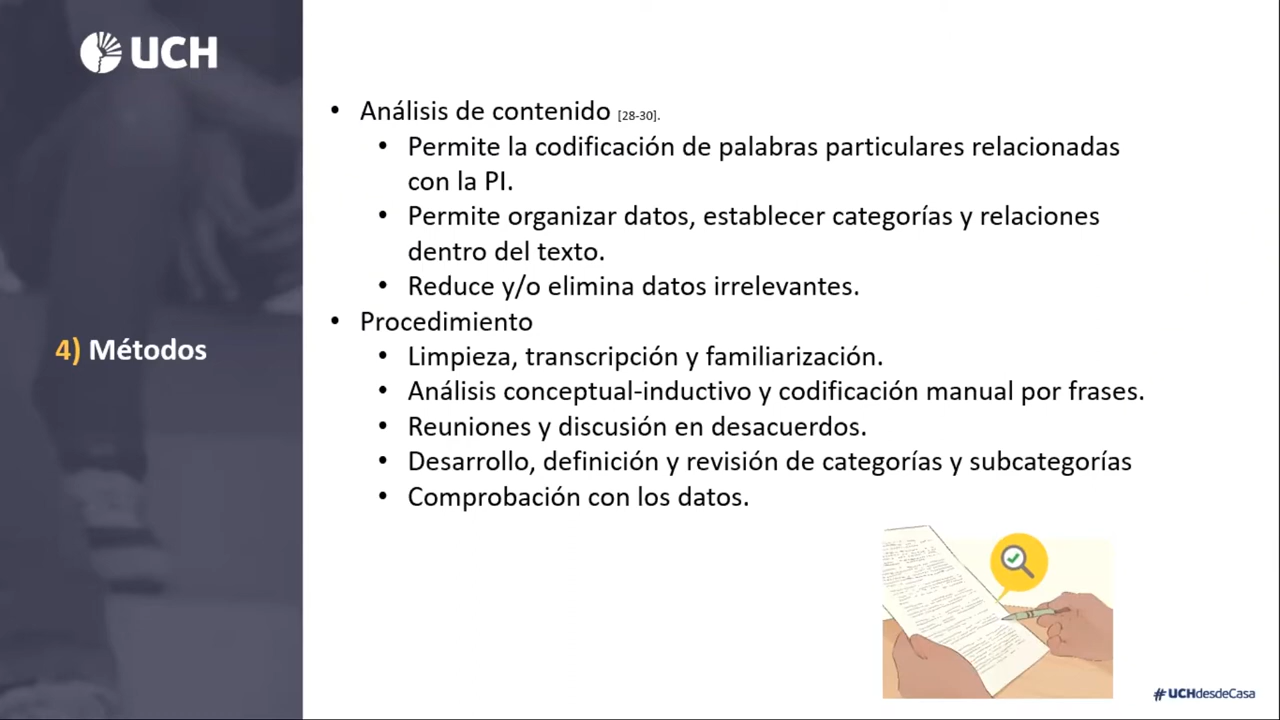 UCH
• Análisis de contenido [28-30].
• Permite la codificación de palabras particulares relacionadas
con la PI.
• Permite organizar datos, establecer categorías y relaciones
dentro del texto.
• Reduce y/o elimina datos irrelevantes.
• Procedimiento
4) Métodos
• Limpieza, transcripción y familiarización.
• Análisis conceptual-inductivo y codificación manual por frases.
• Reuniones y discusión en desacuerdos.
• Desarrollo, definición y revisión de categorías y subcategorías
• Comprobación con los datos.
#UCHdesdeCasa